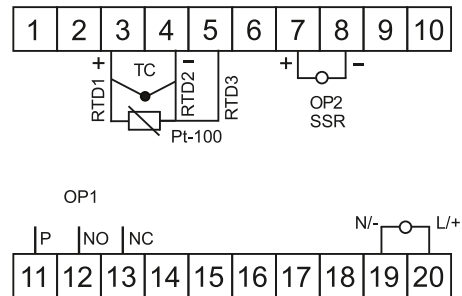 1 2 3 4 5 6 7 8 9 10
+ TC - + -
RTD1 RTD2 RTD3
OP2
SSR
Pt-100
OP1
N/- L/+
P NO NC
11 12 13 14 15 16 17 18 19 20